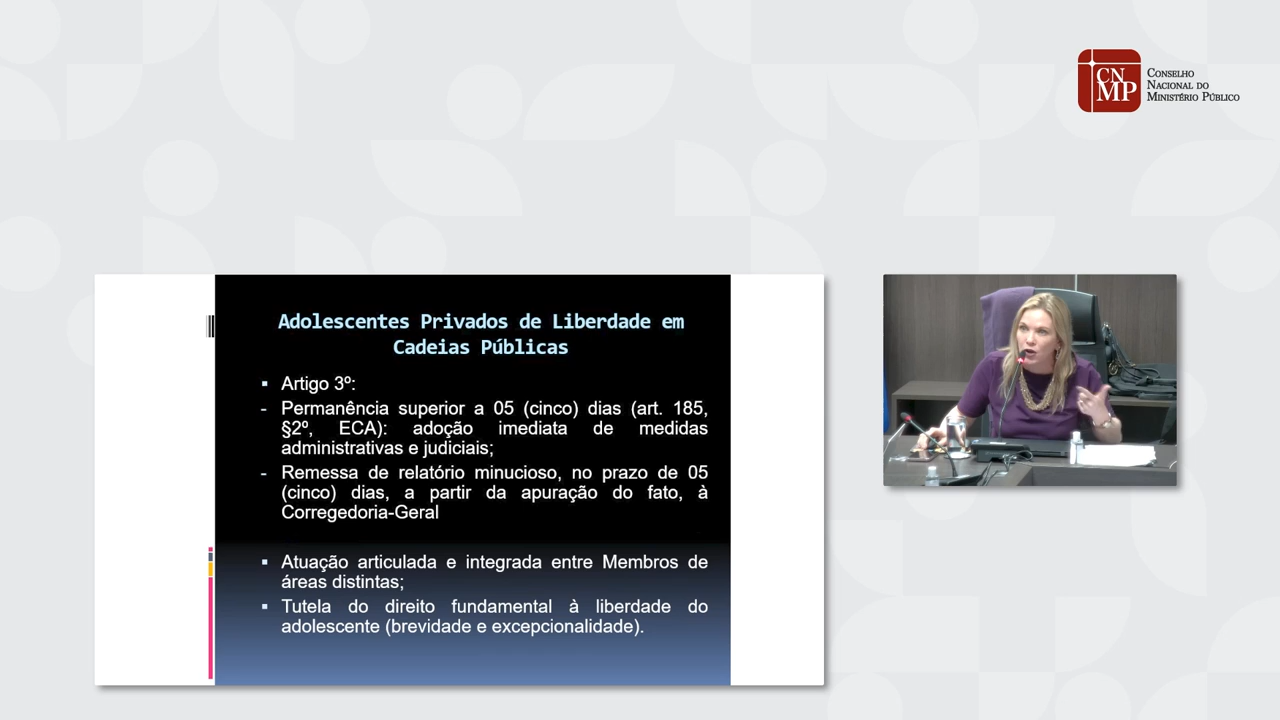 CN
MP
Conselho
Nacional do
Ministério Público
Adolescentes Privados de Liberdade em
Cadeias Públicas
▪ Artigo 3º:
- Permanência superior a 05 (cinco) dias (art. 185,
§2º, ECA): adoção imediata de medidas
administrativas e judiciais;
- Remessa de relatório minucioso, no prazo de 05
(cinco) dias, a partir da apuração do fato, à
Corregedoria-Geral
▪ Atuação articulada e integrada entre Membros de
áreas distintas;
▪ Tutela do direito fundamental à liberdade do
adolescente (brevidade e excepcionalidade).